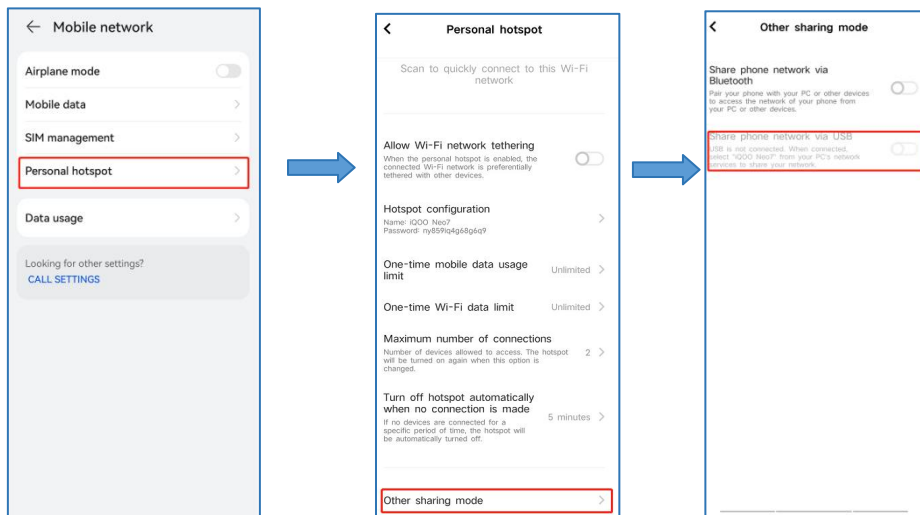 Mobile network
Airplane mode
Mobile data
SIM management
Personal hotspot
Data usage
Looking for other settings?
CALL SETTINGS
Personal hotspot
Scan to quickly connect to this Wi-Fi
network
Allow Wi-Fi network tethering
When the personal hotspot is enabled, the
connected Wi-Fi network is preferentially
tethered with other devices.
Hotspot configuration
Name: iQOO Neo7
Password: ny859iq4g68g6q9
One-time mobile data usage
limit
Unlimited
One-time Wi-Fi data limit
Unlimited
Maximum number of connections
Number of devices allowed to access. The hotspot
will be turned on again when this option is
changed.
2
Turn off hotspot automatically
when no connection is made
If no devices are connected for a
specific period of time, the hotspot will
be automatically turned off.
5 minutes
Other sharing mode
Other sharing mode
Share phone network via
Bluetooth
Pair your phone with your PC or other devices
to access the network of your phone from
your PC or other devices.
Share phone network via USB
USB is not connected. When connected,
select "iQOO Neo7" from your PC's network
services to share your network.